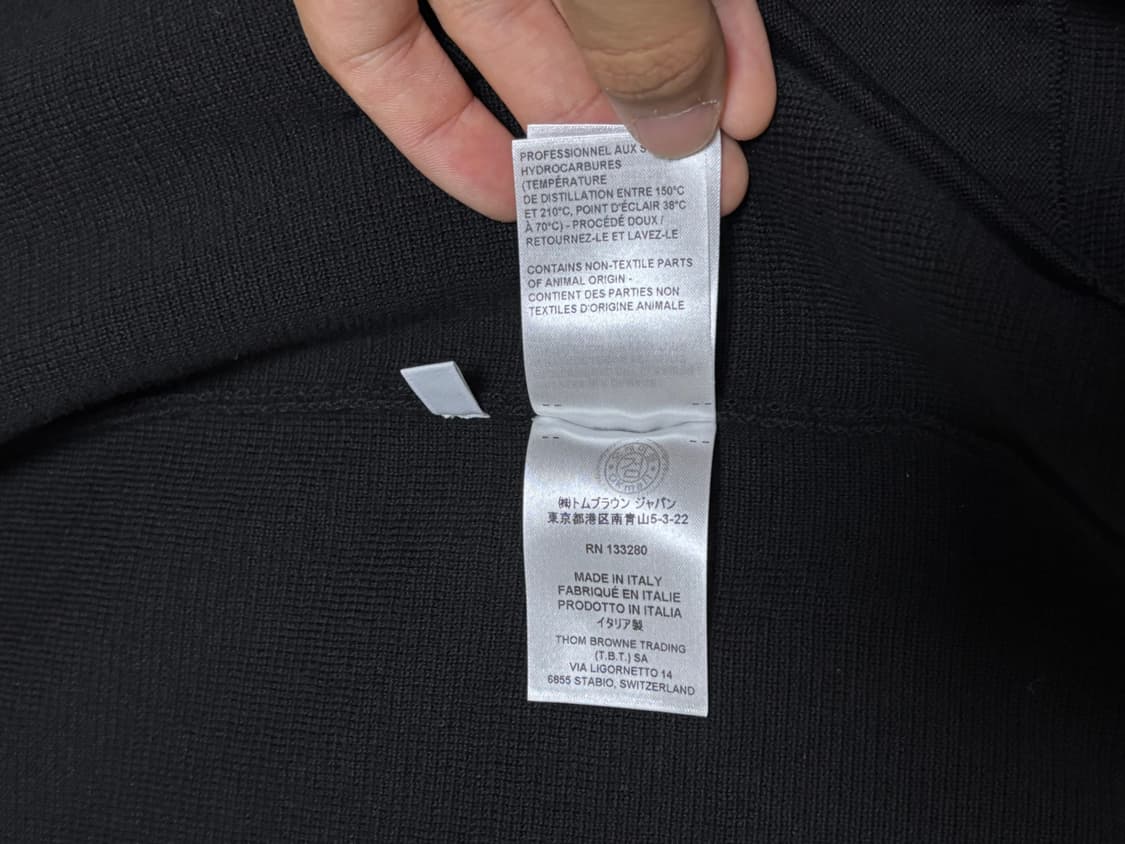 PROFESSIONNEL AUX
HYDROCARBURES
(TEMPÉRATURE
DE DISTILLATION ENTRE 150°C
ET 210°C, POINT D'ÉCLAIR 38°C
À 70°C) - PROCÉDÉ DOUX /
RETOURNEZ-LE ET LAVEZ-LE
CONTAINS NON-TEXTILE PARTS
OF ANIMAL ORIGIN -
CONTIENT DES PARTIES NON
TEXTILES D'ORIGINE ANIMALE
㈱トムブラウン ジャパン
東京都港区南青山5-3-22
RN 133280
MADE IN ITALY
FABRIQUÉ EN ITALIE
PRODOTTO IN ITALIA
イタリア製
THOM BROWNE TRADING
(T.B.T.) SA
VIA LIGORNETTO 14
6855 STABIO, SWITZERLAND